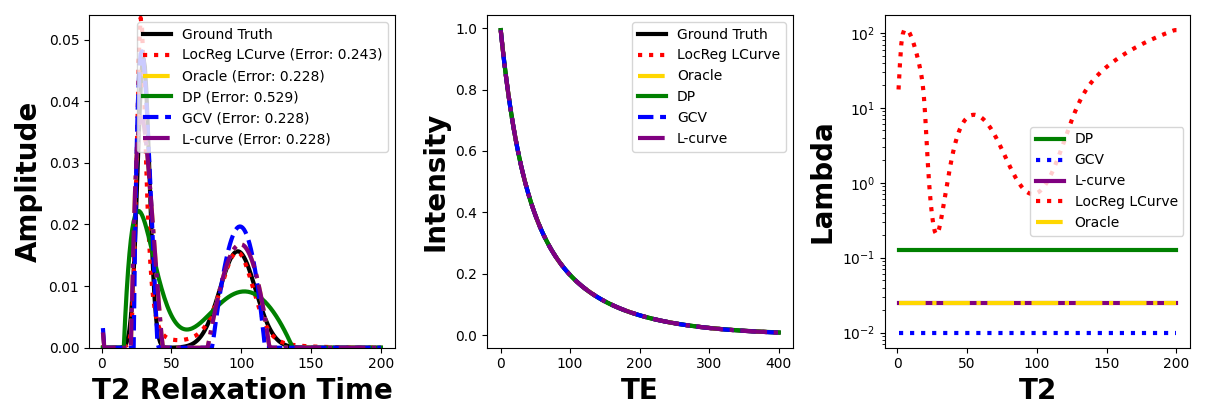 Amplitude
0.05
0.04
0.03
0.02
0.01
0.00
0
50
100
150
200
T2 Relaxation Time
Ground Truth
LocReg LCurve (Error: 0.243)
Oracle (Error: 0.228)
DP (Error: 0.529)
GCV (Error: 0.228)
L-curve (Error: 0.228)
Intensity
1.0
0.8
0.6
0.4
0.2
0.0
0
100
200
300
400
TE
Ground Truth
LocReg LCurve
Oracle
DP
GCV
L-curve
Lambda
10²
10¹
10⁰
10⁻¹
10⁻²
0
50
100
150
200
T2
DP
GCV
L-curve
LocReg LCurve
Oracle